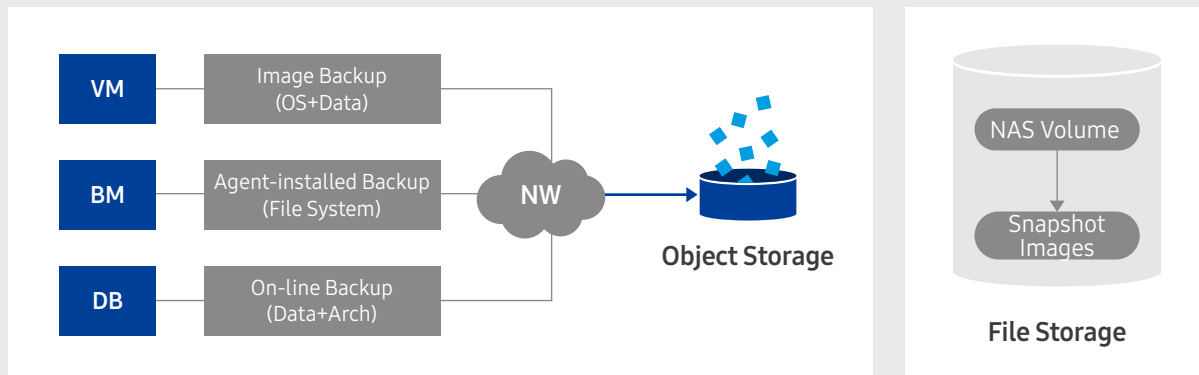 VM
Image Backup
(OS+Data)
BM
Agent-installed Backup
(File System)
DB
On-line Backup
(Data+Arch)
NW
Object Storage
NAS Volume
Snapshot
Images
File Storage